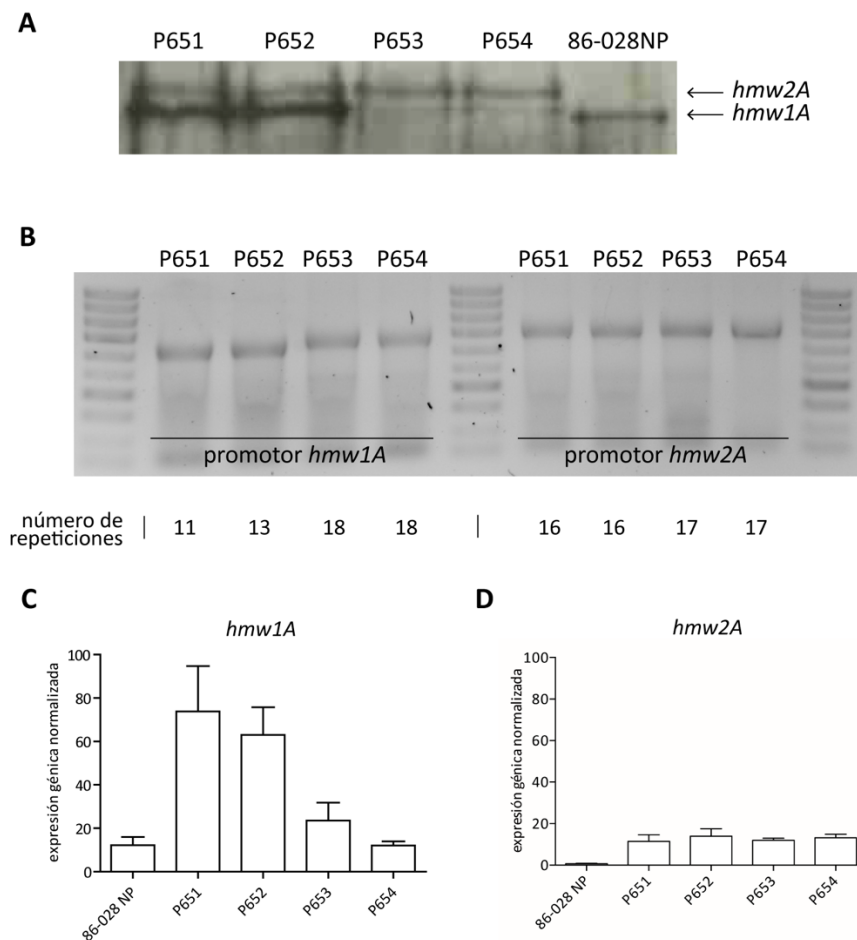 A
P651 P652 P653 P654 86-028NP
← hmw2A
← hmw1A
B
P651 P652 P653 P654 P651 P652 P653 P654
promotor hmw1A promotor hmw2A
número de
repeticiones | 11 13 18 18 | 16 16 17 17
C
hmw1A
expresión génica normalizada
100
80
60
40
20
0
86-028 NP P651 P652 P653 P654
D
hmw2A
expresión génica normalizada
100
80
60
40
20
0
86-028 NP P651 P652 P653 P654